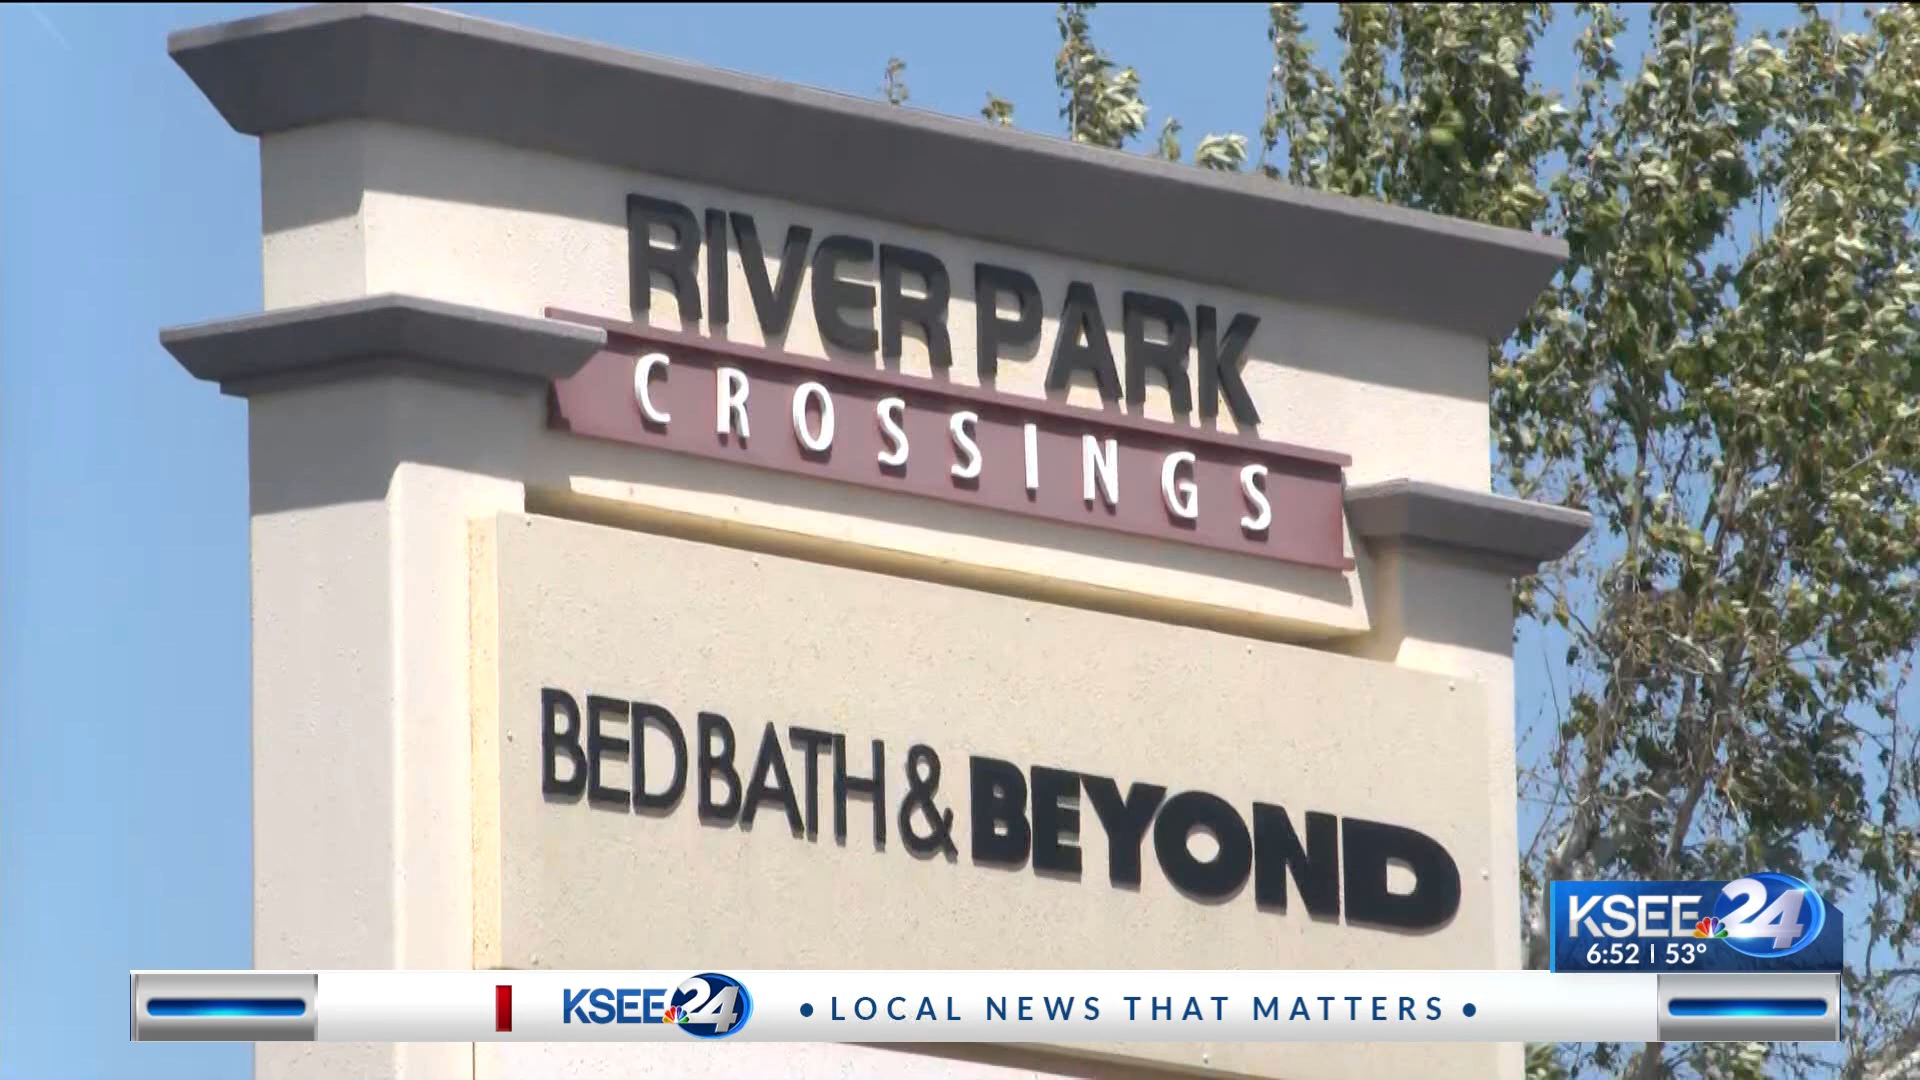 RIVER PARK
CROSSINGS
BED BATH & BEYOND
KSEE 24
6:52 | 53°
KSEE 24 • LOCAL NEWS THAT MATTERS •